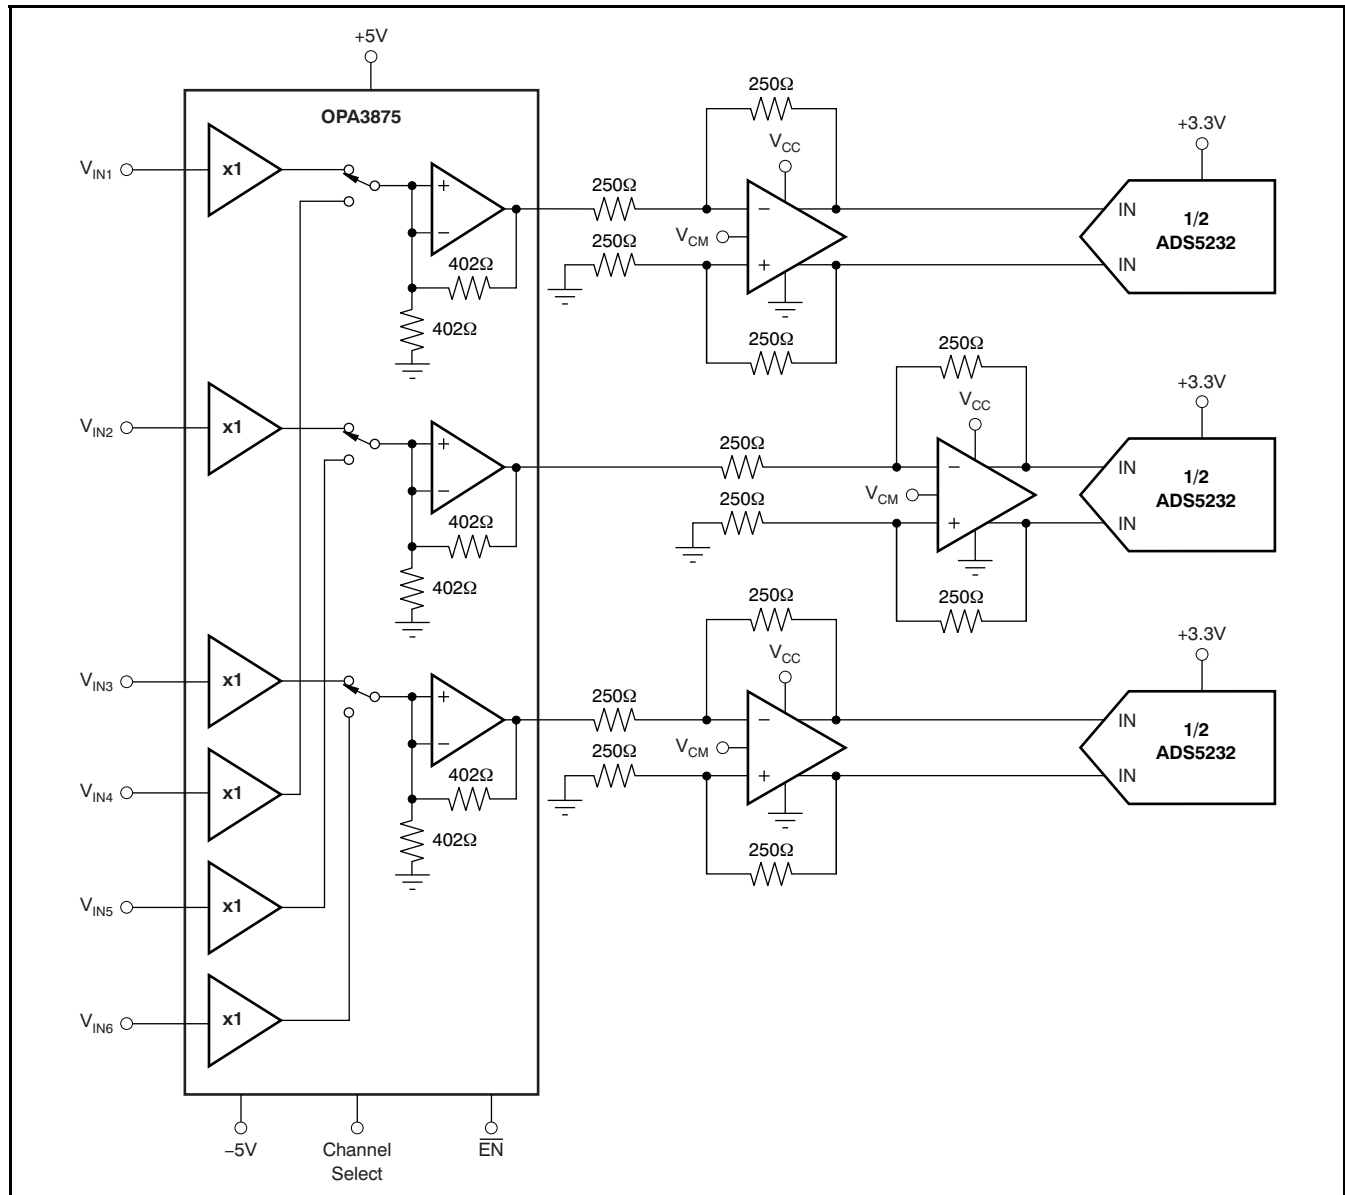 +5V
OPA3875
250Ω
+3.3V
V_CC
V_IN1
x1
+
−
250Ω
250Ω
V_CM
−
+
IN
IN
1/2
ADS5232
402Ω
402Ω
250Ω
250Ω
+3.3V
V_CC
V_IN2
x1
+
−
250Ω
250Ω
V_CM
−
+
IN
IN
1/2
ADS5232
402Ω
402Ω
250Ω
250Ω
+3.3V
V_CC
V_IN3
x1
+
−
250Ω
250Ω
V_CM
−
+
IN
IN
1/2
ADS5232
402Ω
402Ω
250Ω
V_IN4
x1
V_IN5
x1
V_IN6
x1
−5V
Channel
Select
E̅N̅